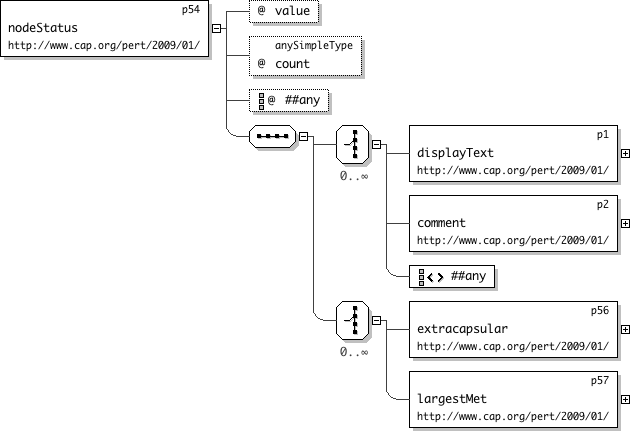 p54
nodeStatus
http://www.cap.org/pert/2009/01/
@ value
anySimpleType
@ count
@ ##any
0..∞
p1
displayText
http://www.cap.org/pert/2009/01/
p2
comment
http://www.cap.org/pert/2009/01/
<> ##any
0..∞
p56
extracapsular
http://www.cap.org/pert/2009/01/
p57
largestMet
http://www.cap.org/pert/2009/01/